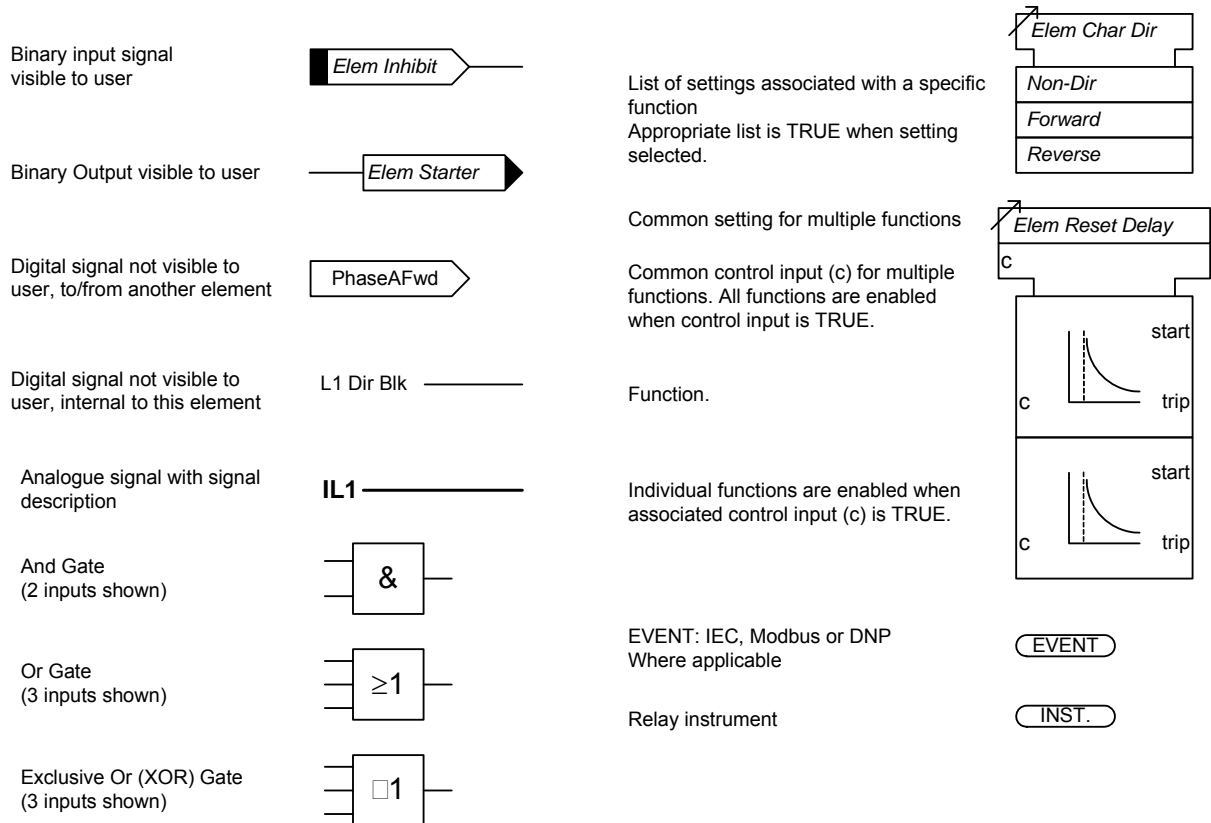 Binary input signal
visible to user
Elem Inhibit
Binary Output visible to user
Elem Starter
Digital signal not visible to
user, to/from another element
PhaseAFwd
Digital signal not visible to
user, internal to this element
L1 Dir Blk
Analogue signal with signal
description
IL1
And Gate
(2 inputs shown)
&
Or Gate
(3 inputs shown)
≥1
Exclusive Or (XOR) Gate
(3 inputs shown)
□1
List of settings associated with a specific
function
Appropriate list is TRUE when setting
selected.
Elem Char Dir
Non-Dir
Forward
Reverse
Common setting for multiple functions
Elem Reset Delay
Common control input (c) for multiple
functions. All functions are enabled
when control input is TRUE.
c
Function.
start
c
trip
Individual functions are enabled when
associated control input (c) is TRUE.
start
c
trip
EVENT: IEC, Modbus or DNP
Where applicable
EVENT
Relay instrument
INST.